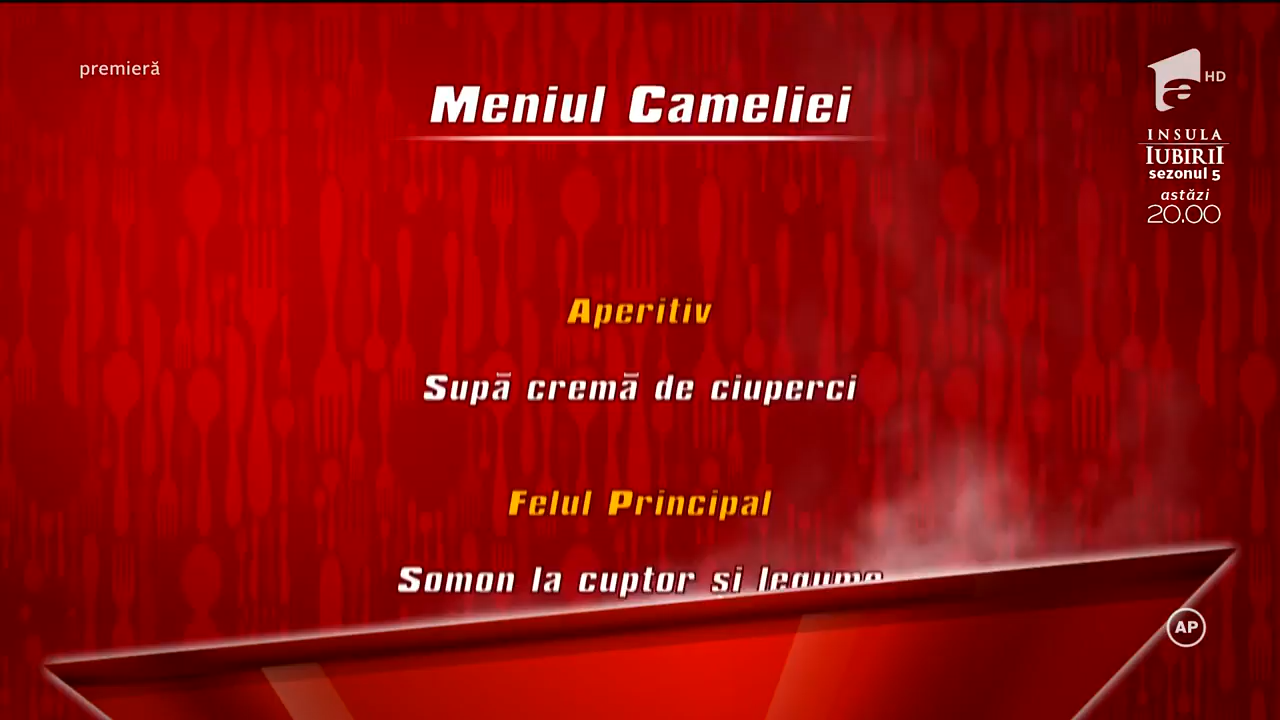 premieră
Meniul Cameliei
HD
INSULA
IUBIRII
sezonul 5
astăzi
20.00
Aperitiv
Supă cremă de ciuperci
Felul Principal
Somon la cuptor si legume
AP